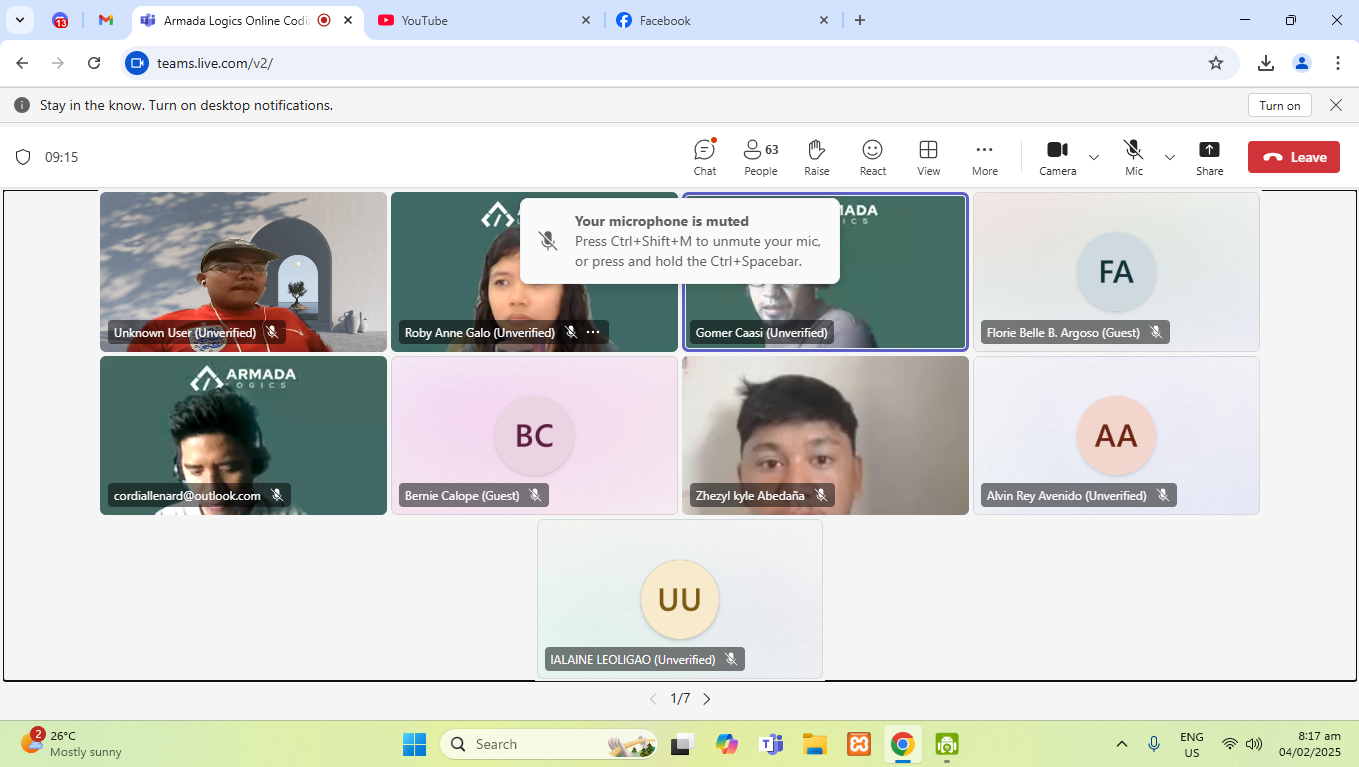 13
Armada Logics Online Codi
YouTube
Facebook
teams.live.com/v2/
Stay in the know. Turn on desktop notifications.
Turn on
09:15
Chat
63
People
Raise
React
View
More
Camera
Mic
Share
Leave
Your microphone is muted
Press Ctrl+Shift+M to unmute your mic,
or press and hold the Ctrl+Spacebar.
Unknown User (Unverified)
Roby Anne Galo (Unverified)
MADA
ICS
Gomer Caasi (Unverified)
FA
Florie Belle B. Argoso (Guest)
ARMADA
LOGICS
cordiallenard@outlook.com
BC
Bernie Calope (Guest)
Zhezyl kyle Abedaña
AA
Alvin Rey Avenido (Unverified)
UU
IALAINE LEOLIGAO (Unverified)
1/7
2
26°C
Mostly sunny
Search
ENG
US
8:17 am
04/02/2025